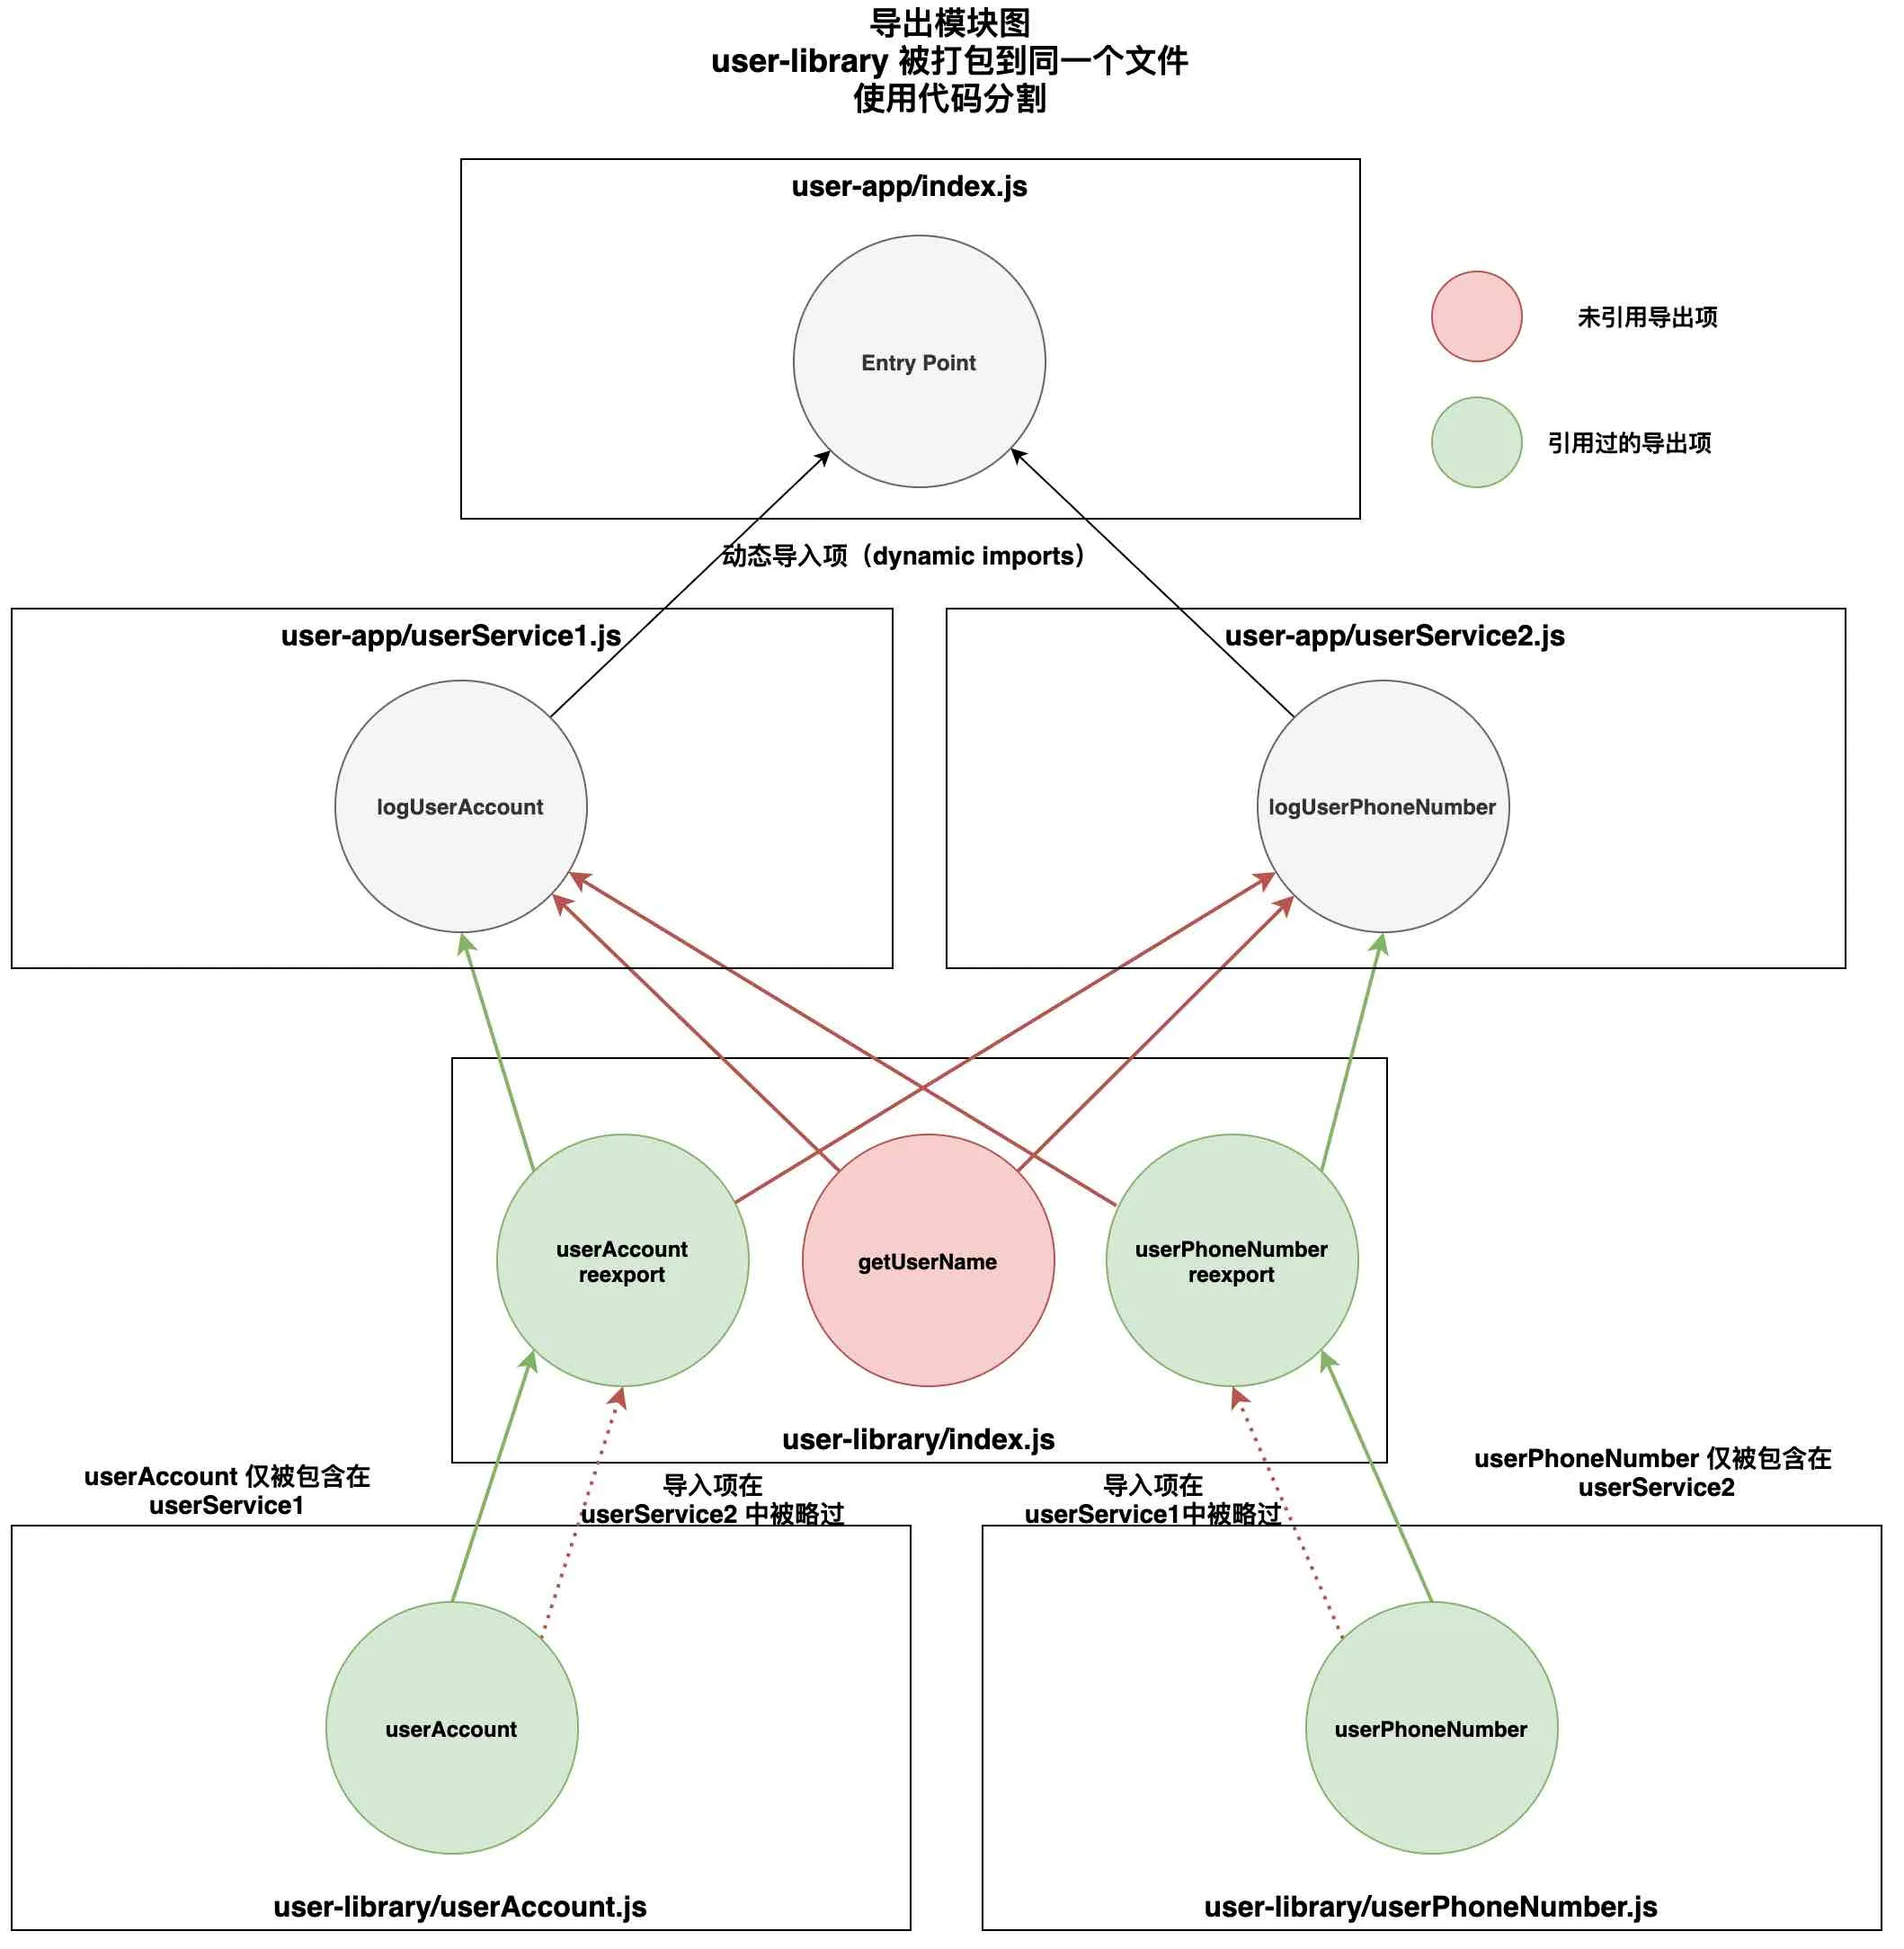 导出模块图
user-library 被打包到同一个文件
使用代码分割
user-app/index.js
Entry Point
未引用导出项
引用过的导出项
动态导入项（dynamic imports）
user-app/userService1.js
user-app/userService2.js
logUserAccount
logUserPhoneNumber
userAccount
reexport
getUserName
userPhoneNumber
reexport
user-library/index.js
userAccount 仅被包含在
userService1
导入项在
userService2 中被略过
导入项在
userService1中被略过
userPhoneNumber 仅被包含在
userService2
userAccount
userPhoneNumber
user-library/userAccount.js
user-library/userPhoneNumber.js